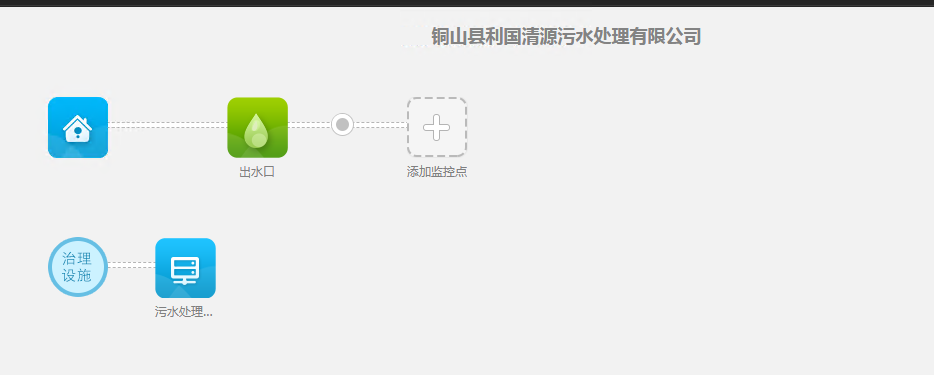 铜山县利国清源污水处理有限公司
出水口
添加监控点
治理
设施
污水处理...